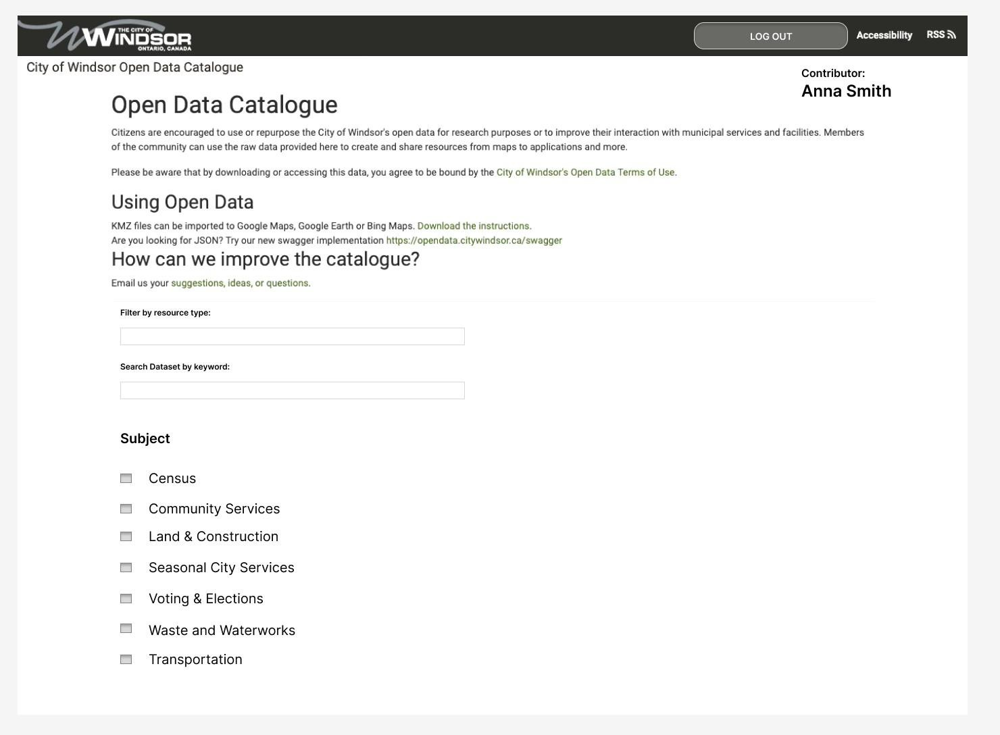 THE CITY OF
WINDSOR
ONTARIO, CANADA
LOG OUT
Accessibility
RSS
City of Windsor Open Data Catalogue
Contributor:
Anna Smith
Open Data Catalogue
Citizens are encouraged to use or repurpose the City of Windsor's open data for research purposes or to improve their interaction with municipal services and facilities. Members
of the community can use the raw data provided here to create and share resources from maps to applications and more.
Please be aware that by downloading or accessing this data, you agree to be bound by the City of Windsor's Open Data Terms of Use.
Using Open Data
KMZ files can be imported to Google Maps, Google Earth or Bing Maps. Download the instructions.
Are you looking for JSON? Try our new swagger implementation https://opendata.citywindsor.ca/swagger
How can we improve the catalogue?
Email us your suggestions, ideas, or questions.
Filter by resource type:
Search Dataset by keyword:
Subject
Census
Community Services
Land & Construction
Seasonal City Services
Voting & Elections
Waste and Waterworks
Transportation